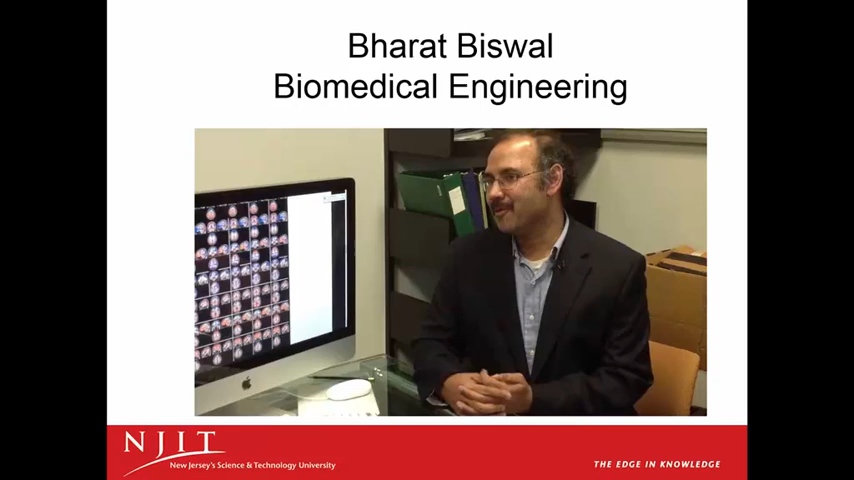 Bharat Biswal
Biomedical Engineering
NJIT
New Jersey's Science & Technology University
THE EDGE IN KNOWLEDGE